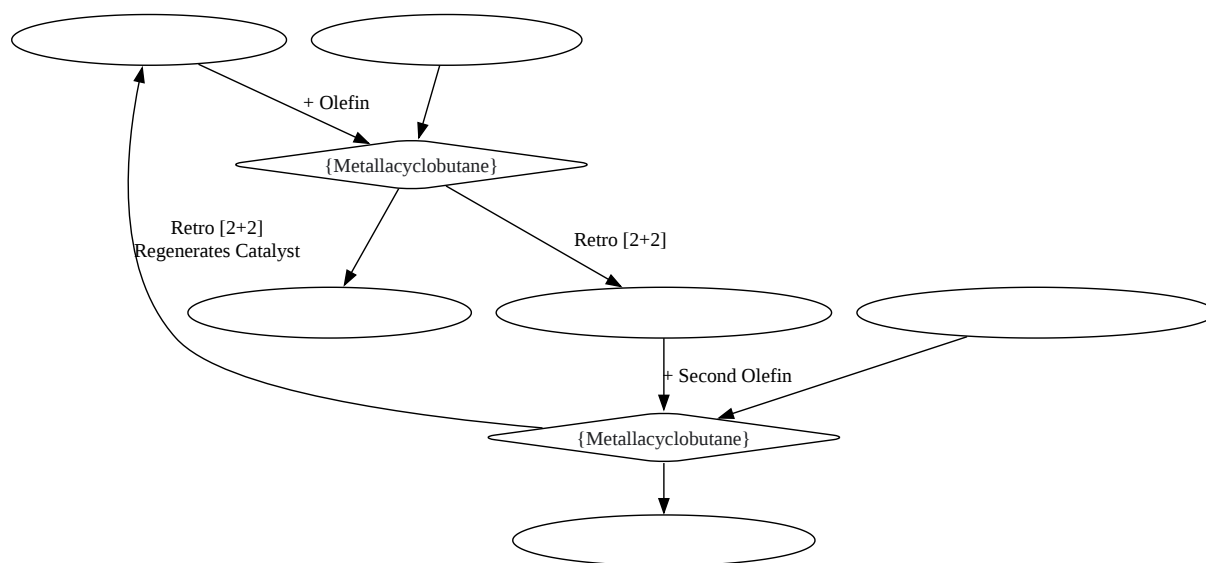 + Olefin
{Metallacyclobutane}
Retro [2+2]
Regenerates Catalyst
Retro [2+2]
+ Second Olefin
{Metallacyclobutane}